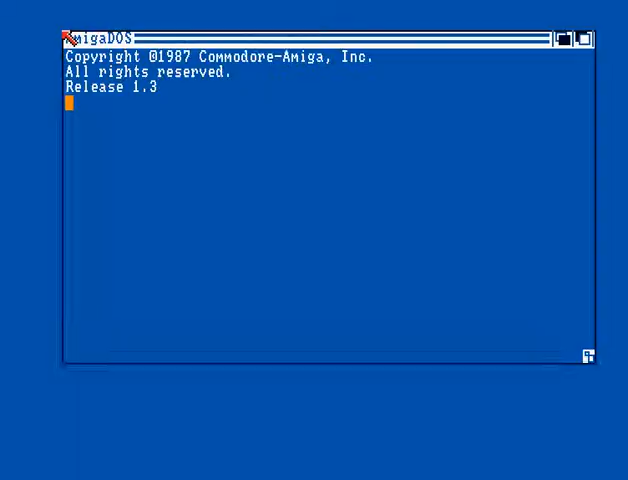 AmigaDOS
Copyright ©1987 Commodore-Amiga, Inc.
All rights reserved.
Release 1.3